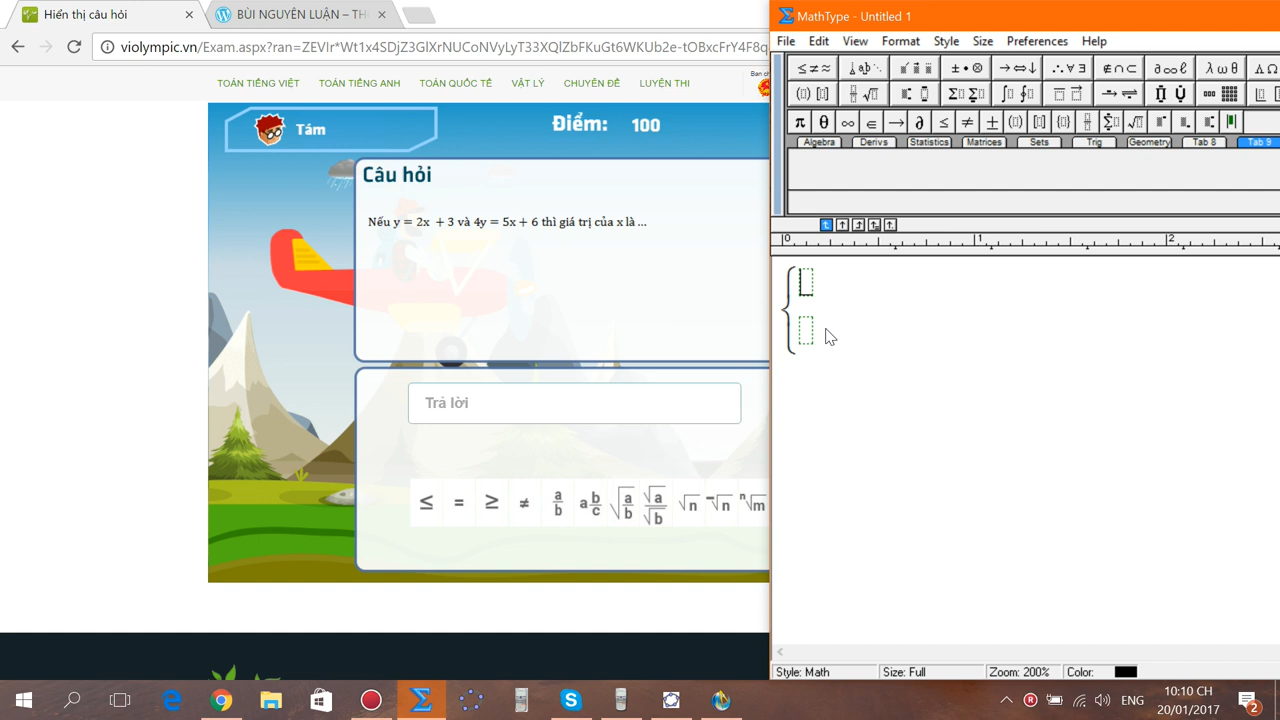 Hiển thị câu hỏi
BÙI NGUYÊN LUẬN – TH
violympic.vn/Exam.aspx?
TOÁN TIẾNG VIỆT
TOÁN TIẾNG ANH
TOÁN QUỐC TẾ
VẬT LÝ
CHUYÊN ĐỀ
LUYỆN THI
Tám
Điểm: 100
Câu hỏi
Nếu y = 2x + 3 và 4y = 5x + 6 thì giá trị của x là ...
Trả lời
≤ = ≥ ≠ a/b a b/c √a/b √a/√b √n -√n n√m
MathType - Untitled 1
File Edit View Format Style Size Preferences Help
Algebra Derivs Statistics Matrices Sets Trig Geometry Tab 8 Tab 9
0 1 2
Style: Math Size: Full Zoom: 200% Color:
ENG
10:10 CH
20/01/2017
2